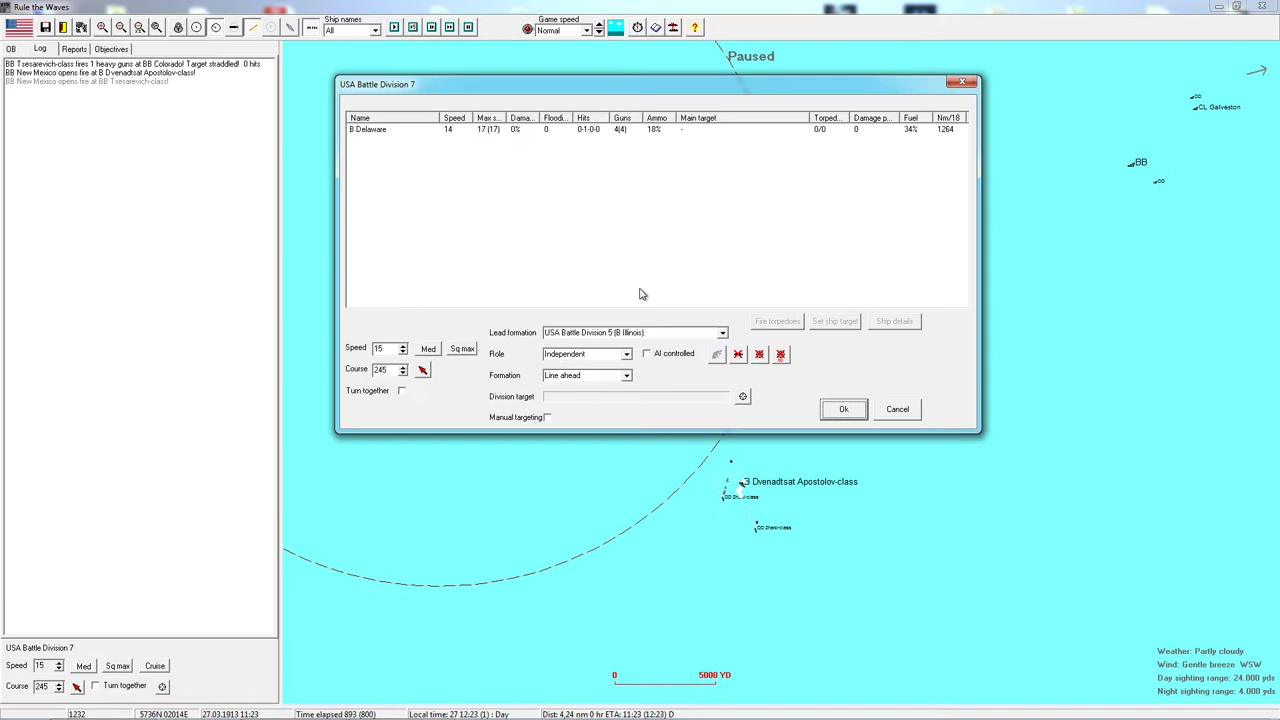 Rule the Waves
Ship names
All
Game speed
Normal
OB Log Reports Objectives
BB Tsesarevich-class fires 1 heavy guns at BB Colorado! Target straddled! 0 hits
BB New Mexico opens fire at B Dvenadtsat Apostolov-class!
BB New Mexico opens fire at BB Tsesarevich-class!
Paused
USA Battle Division 7
Name Speed Max s... Dama... Floodi... Hits Guns Ammo Main target Torped... Damage p... Fuel Nm/18
B Delaware 14 17 (17) 0% 0 0-1-0-0 4(4) 18% - 0/0 0 34% 1264
Fire torpedoes Set ship target Ship details
Lead formation USA Battle Division 5 (B Illinois)
Speed 15 Med Sq max
Role Independent AI controlled
Course 245
Formation Line ahead
Turn together
Division target
Manual targeting
Ok Cancel
DD
CL Galveston
BB
DD
B Dvenadtsat Apostolov-class
USA Battle Division 7
Speed 15 Med Sq max Cruise
Course 245 Turn together
0 5000 YD
Weather: Partly cloudy
Wind: Gentle breeze WSW
Day sighting range: 24.000 yds
Night sighting range: 4.000 yds
1232 5736N 02014E 27.03.1913 11:23 Time elapsed 893 (800) Local time: 27 12:23 (1) : Day Dist: 4,24 nm 0 hr ETA: 11:23 (12:23) D